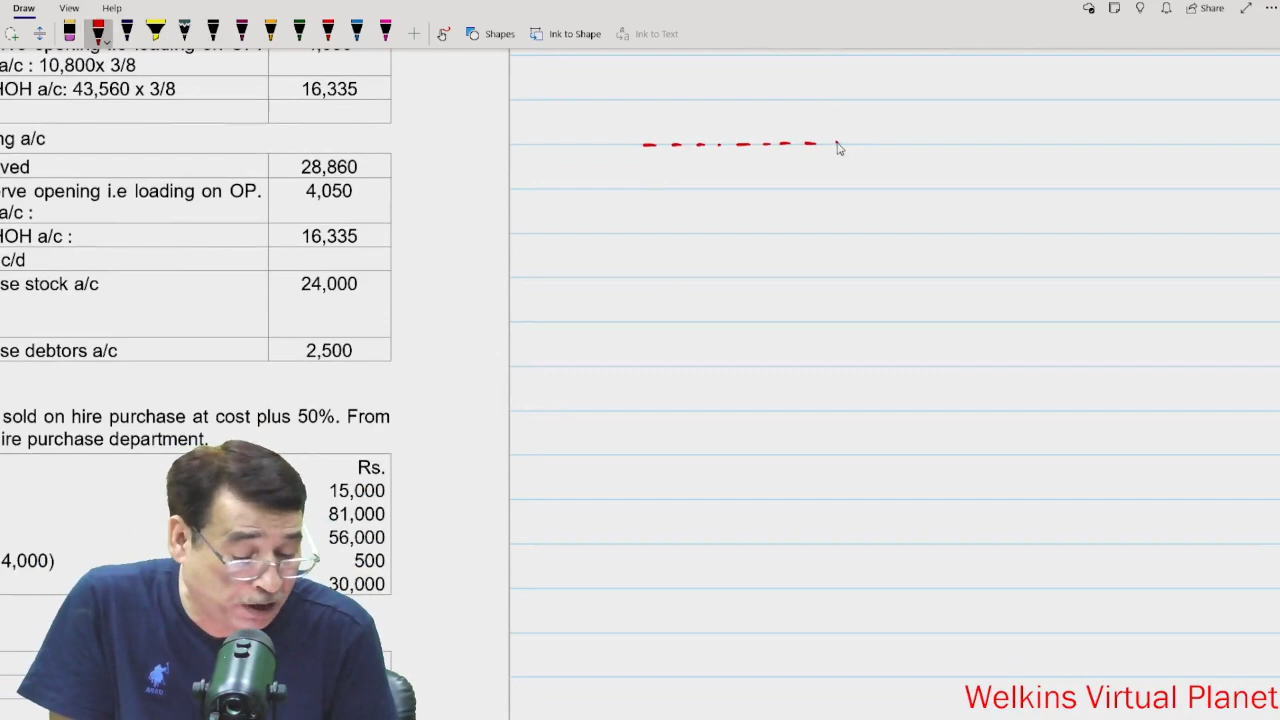 Draw View Help
Share
Shapes Ink to Shape Ink to Text
a/c : 10,800x 3/8
HOH a/c: 43,560 x 3/8 16,335
ng a/c
ved 28,860
rve opening i.e loading on OP. 4,050
a/c :
HOH a/c : 16,335
c/d
se stock a/c 24,000
se debtors a/c 2,500
sold on hire purchase at cost plus 50%. From
ire purchase department.
Rs.
15,000
81,000
56,000
4,000) 500
30,000
Welkins Virtual Planet